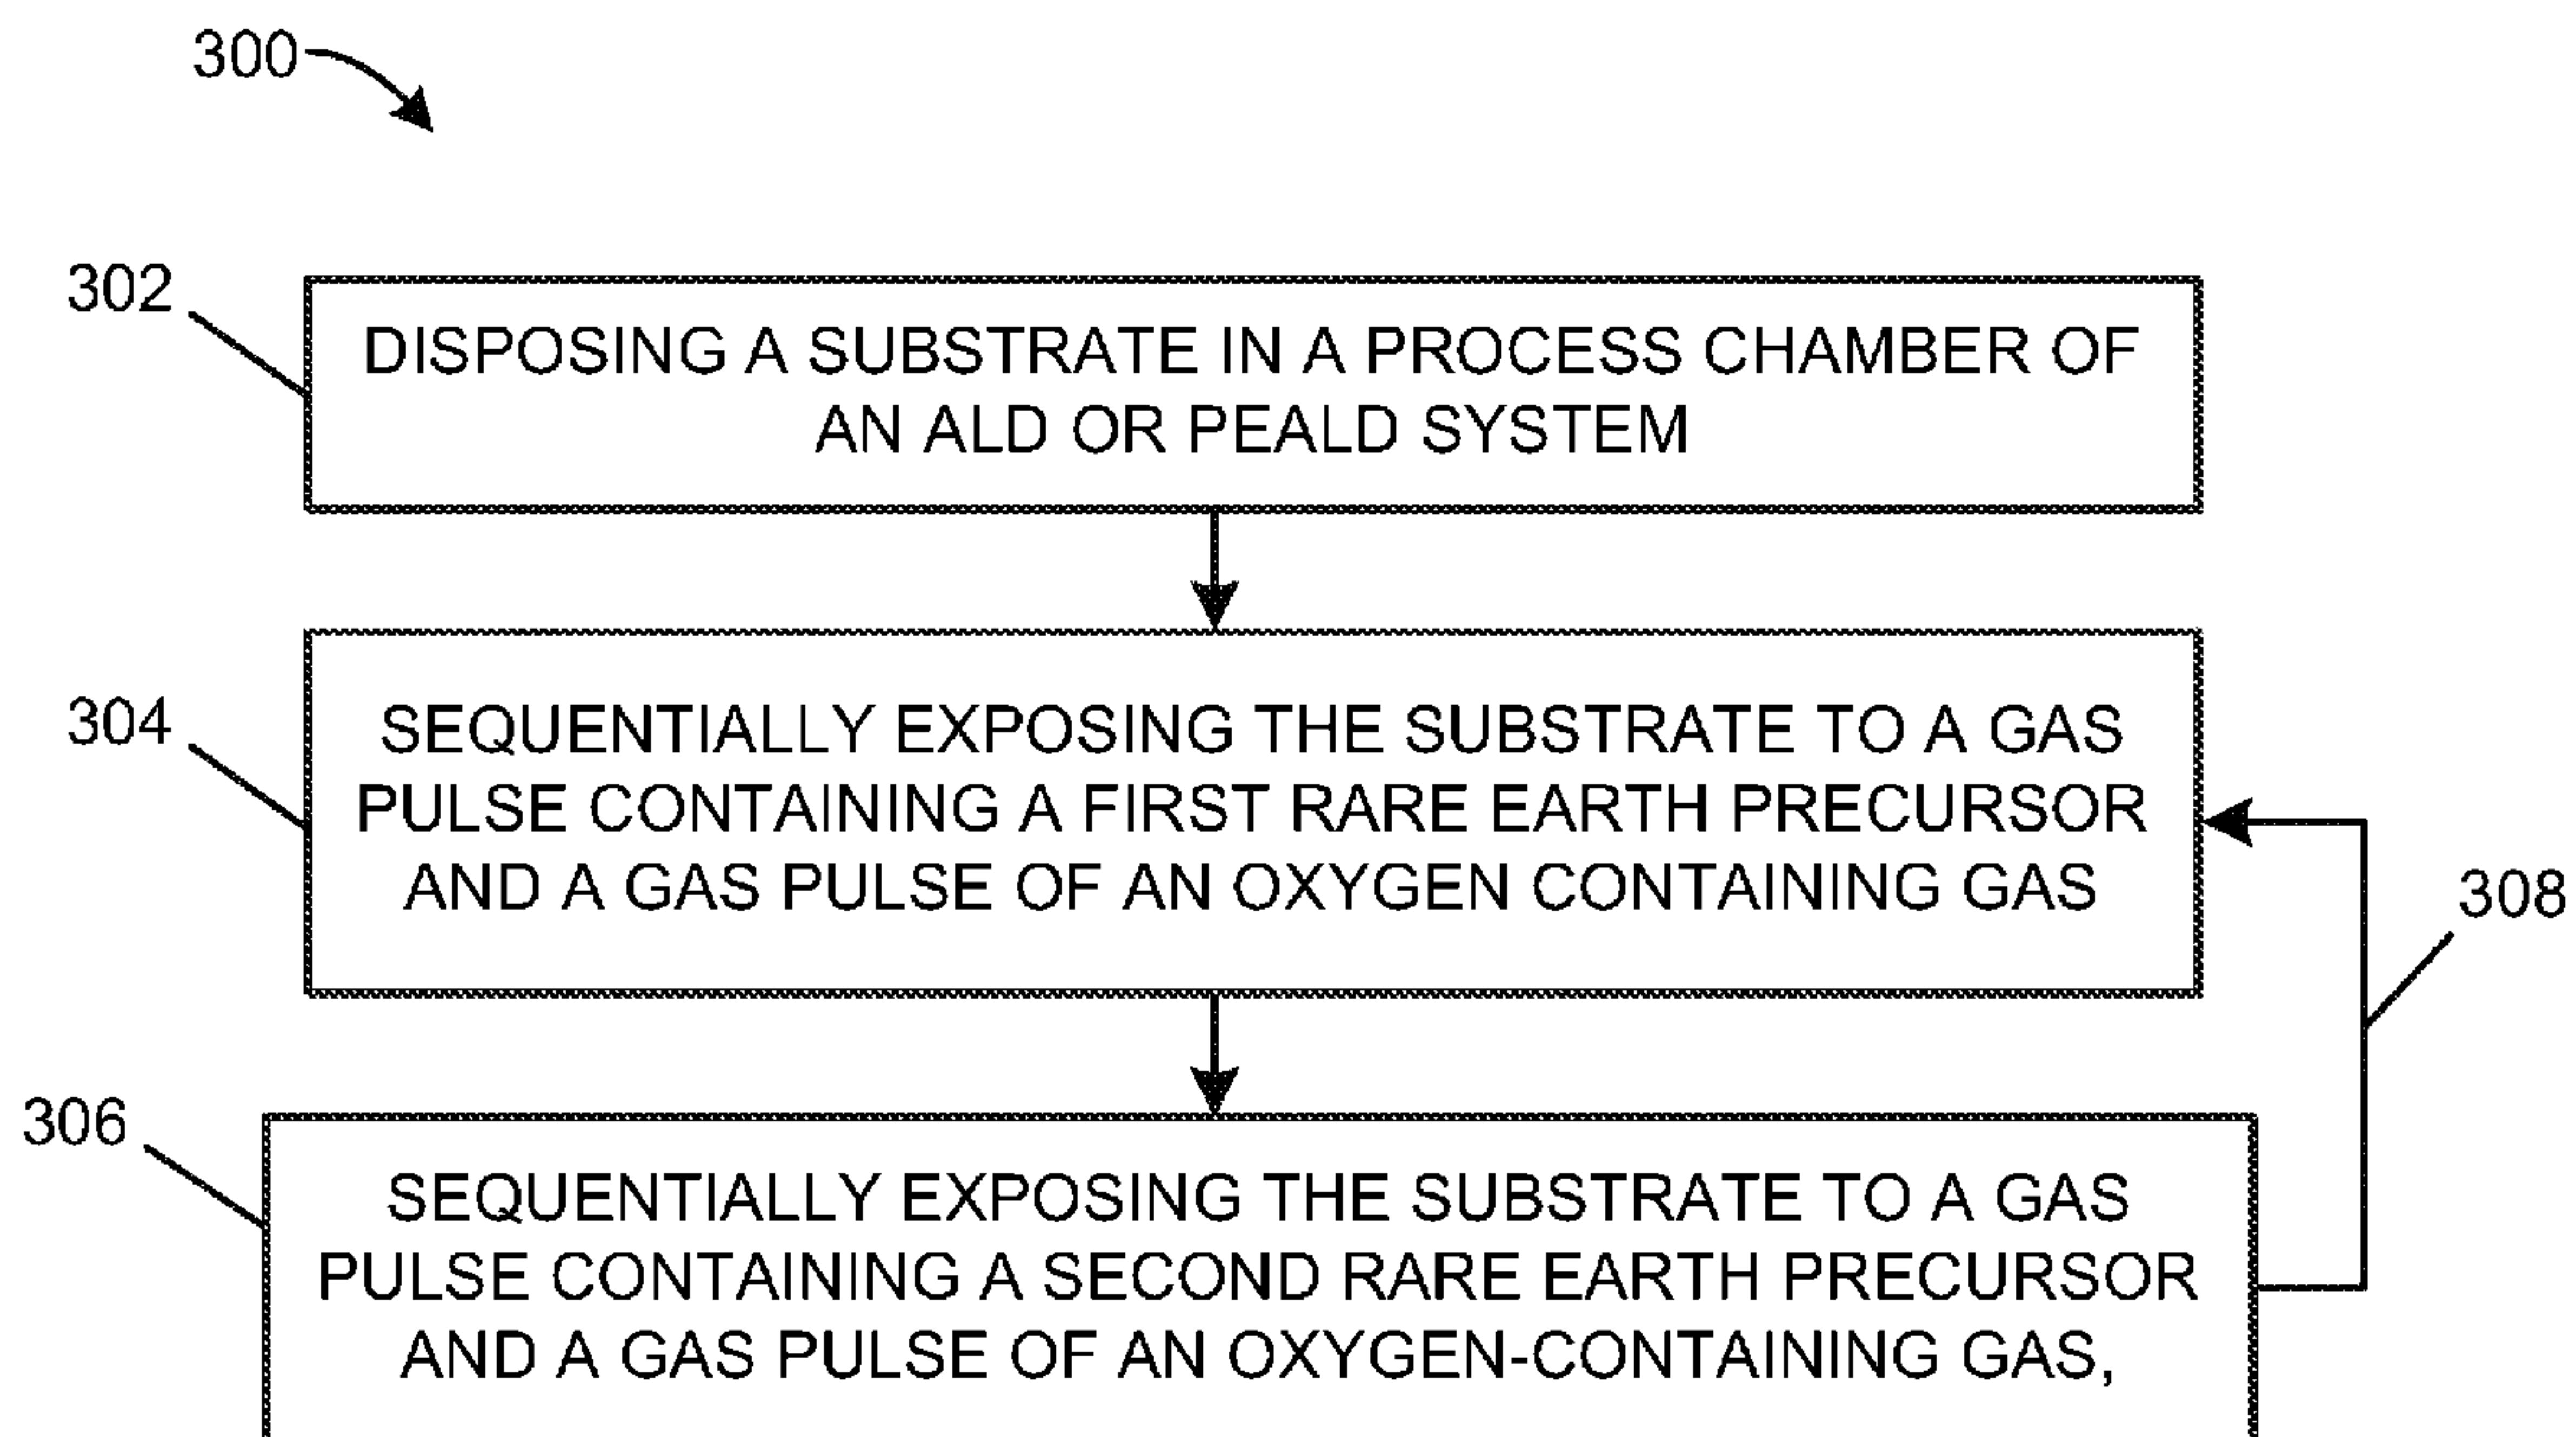 300
302
DISPOSING A SUBSTRATE IN A PROCESS CHAMBER OF
AN ALD OR PEALD SYSTEM
304
SEQUENTIALLY EXPOSING THE SUBSTRATE TO A GAS
PULSE CONTAINING A FIRST RARE EARTH PRECURSOR
AND A GAS PULSE OF AN OXYGEN CONTAINING GAS
308
306
SEQUENTIALLY EXPOSING THE SUBSTRATE TO A GAS
PULSE CONTAINING A SECOND RARE EARTH PRECURSOR
AND A GAS PULSE OF AN OXYGEN-CONTAINING GAS,